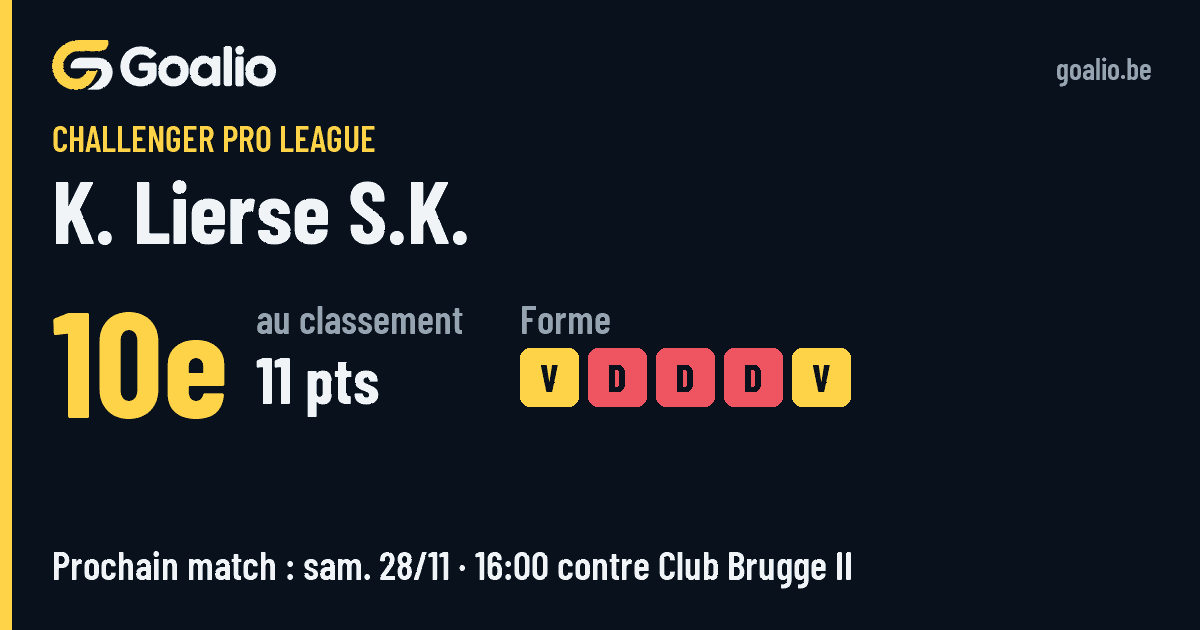 Goalio
goalio.be
CHALLENGER PRO LEAGUE
K. Lierse S.K.
10e
au classement
11 pts
Forme
V D D D V
Prochain match : sam. 28/11 · 16:00 contre Club Brugge II